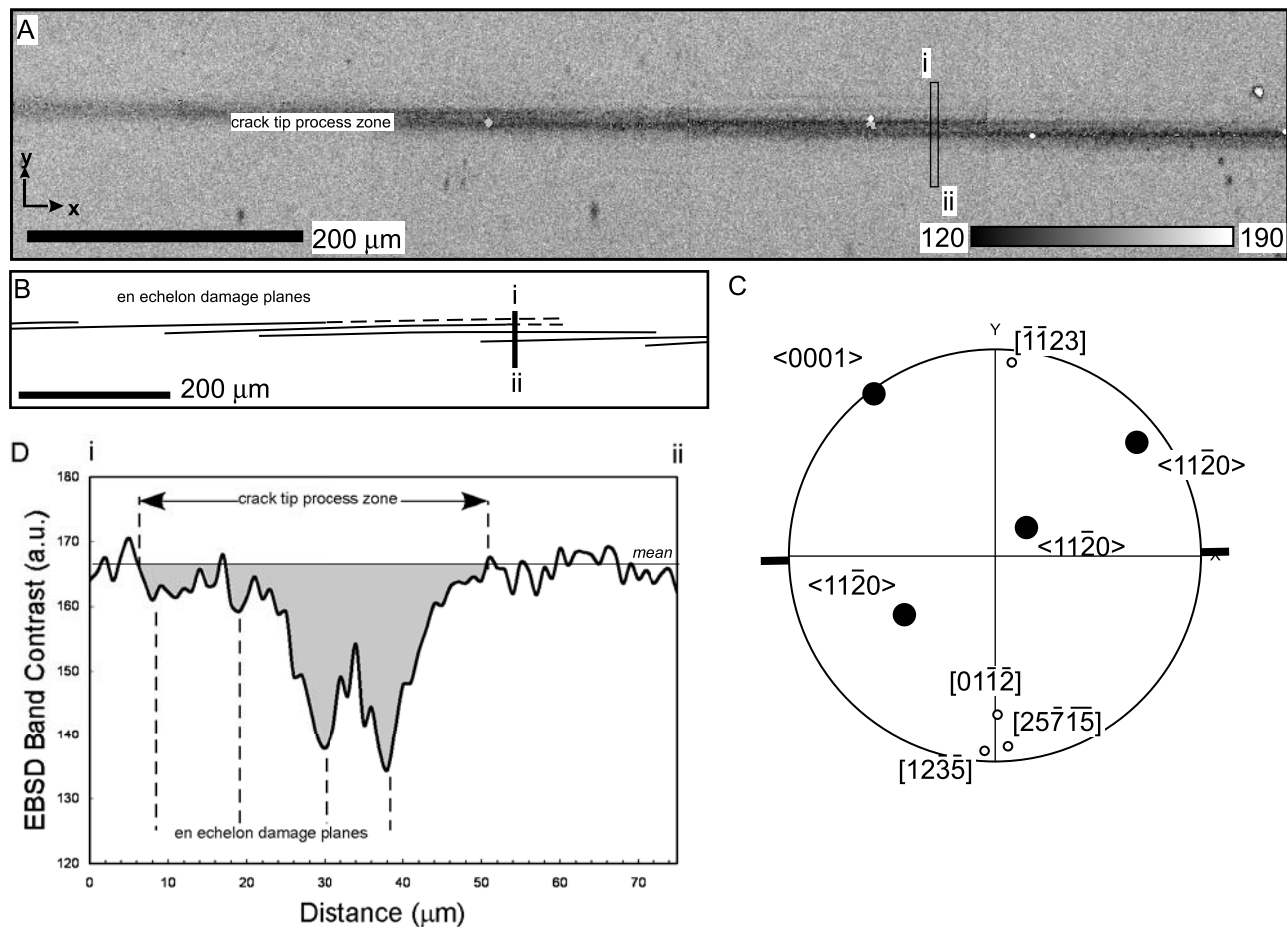 A
i
crack tip process zone
y
x
ii
200 μm
120
190
B
en echelon damage planes
i
ii
200 μm
C
Y
[1̅1̅23]
<0001>
<112̅0>
<112̅0>
X
<112̅0>
[011̅2̅]
[257̅1̅5̅]
[123̅5̅]
D
i
ii
180
crack tip process zone
170
mean
160
150
140
130
en echelon damage planes
120
EBSD Band Contrast (a.u.)
0 10 20 30 40 50 60 70
Distance (μm)